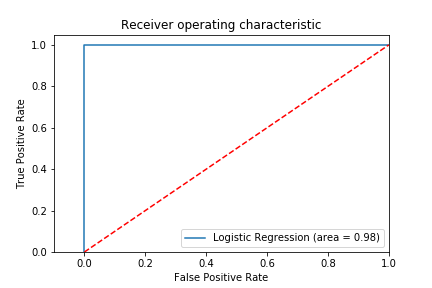 Receiver operating characteristic
True Positive Rate
1.0
0.8
0.6
0.4
0.2
0.0
Logistic Regression (area = 0.98)
0.0 0.2 0.4 0.6 0.8 1.0
False Positive Rate